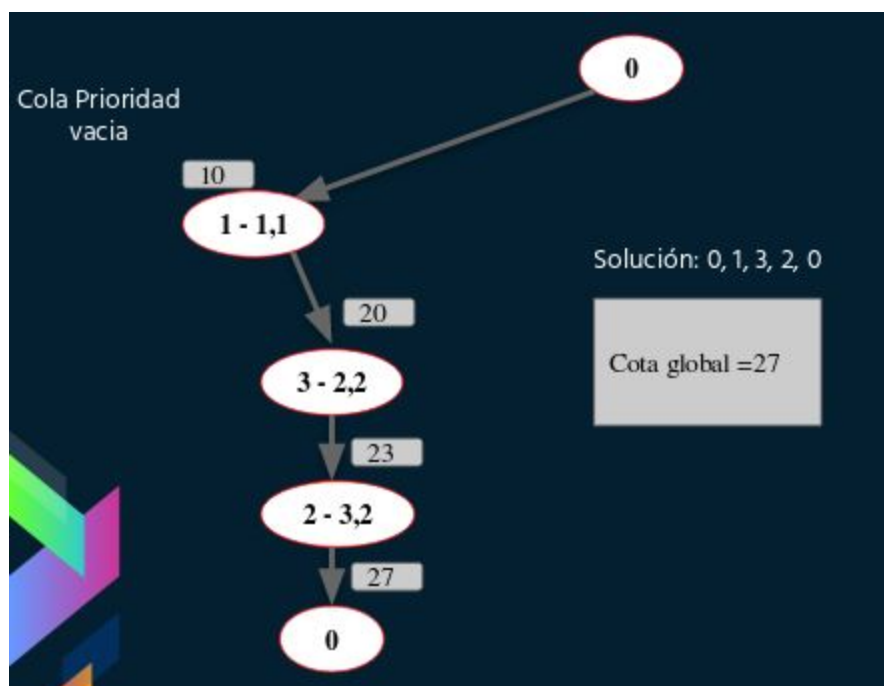 0
Cola Prioridad
vacia
10
1 - 1,1
Solución: 0, 1, 3, 2, 0
20
Cota global =27
3 - 2,2
23
2 - 3,2
27
0